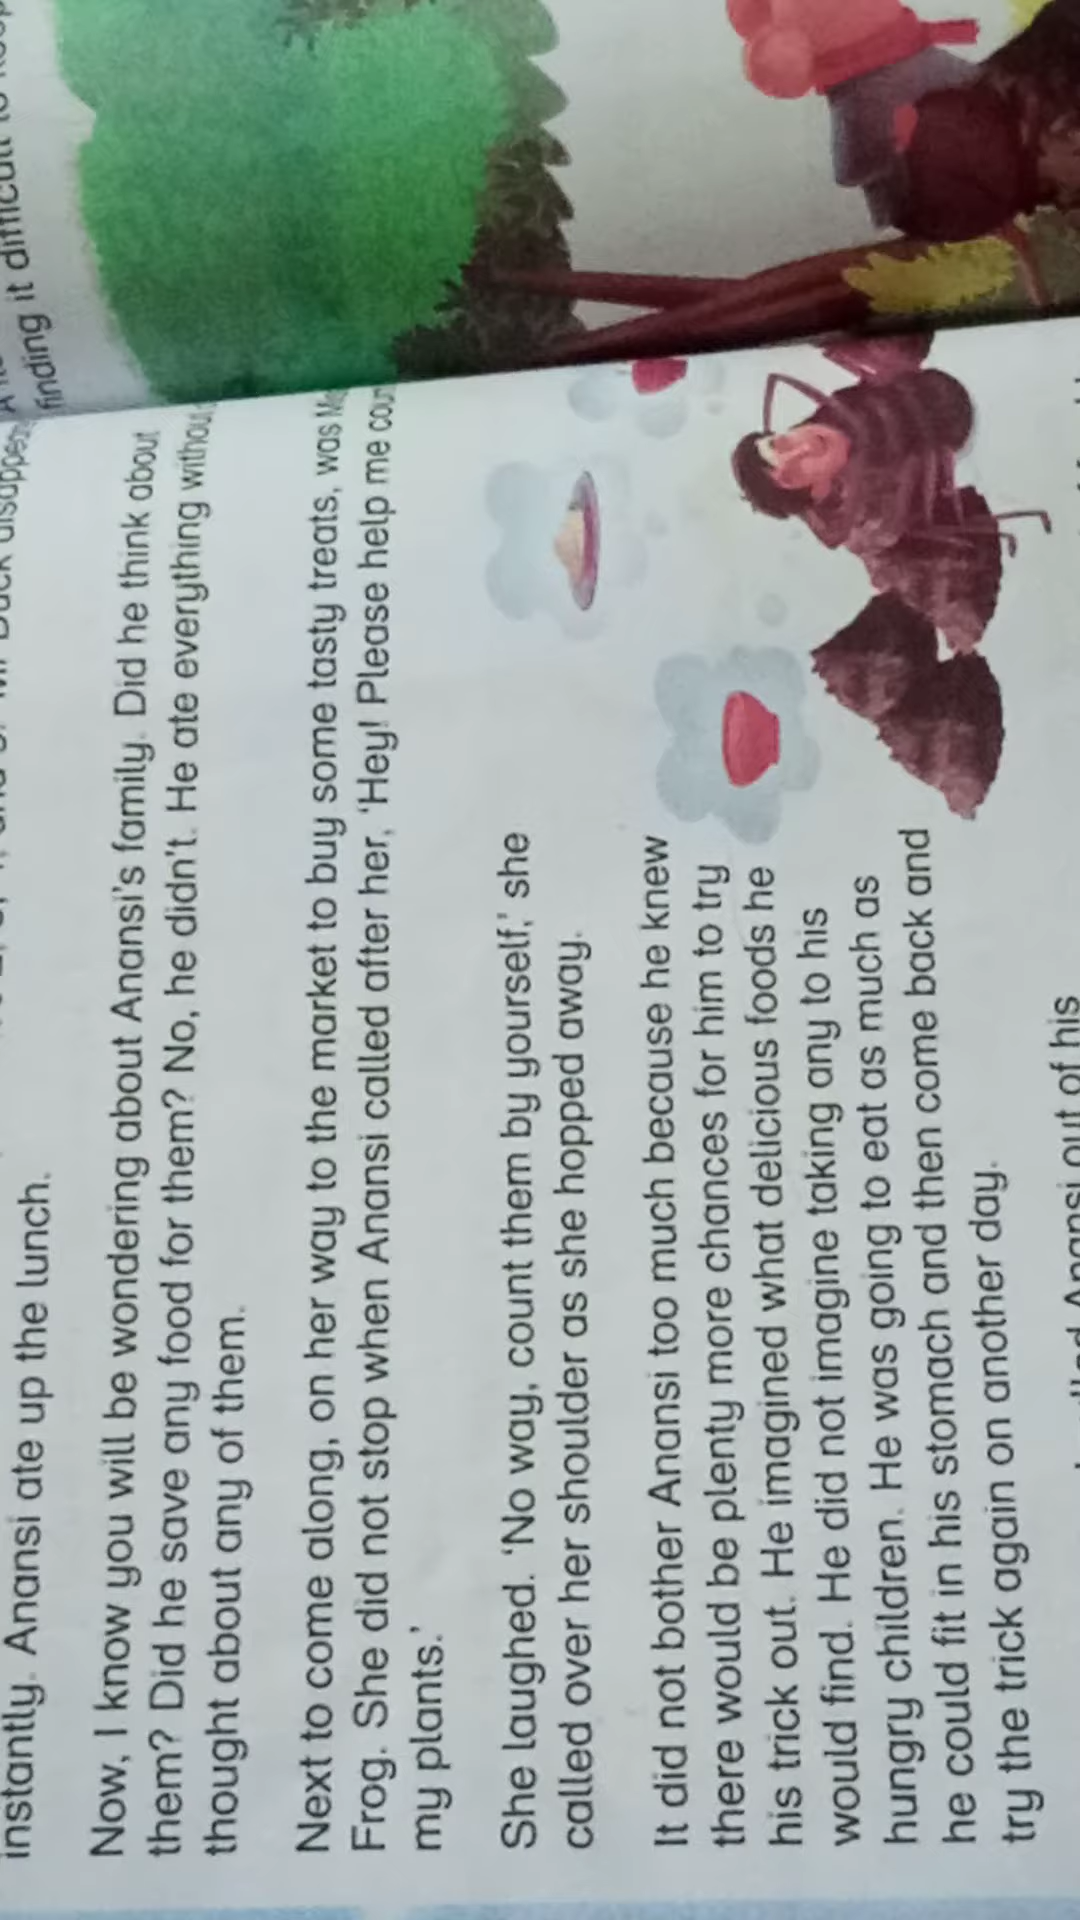 instantly. Anansi ate up the lunch.
Now, I know you will be wondering about Anansi's family. Did he think about
them? Did he save any food for them? No, he didn't. He ate everything
thought about any of them.
Next to come along, on her way to the market to buy some tasty treats, was
Frog. She did not stop when Anansi called after her, ‘Hey! Please help me
my plants.’
She laughed. ‘No way, count them by yourself,’ she
called over her shoulder as she hopped away.
It did not bother Anansi too much because he knew
there would be plenty more chances for him to try
his trick out. He imagined what delicious foods he
would find. He did not imagine taking any to his
hungry children. He was going to eat as much as
he could fit in his stomach and then come back and
try the trick again on another day.
Anansi out of his
finding it difficult to